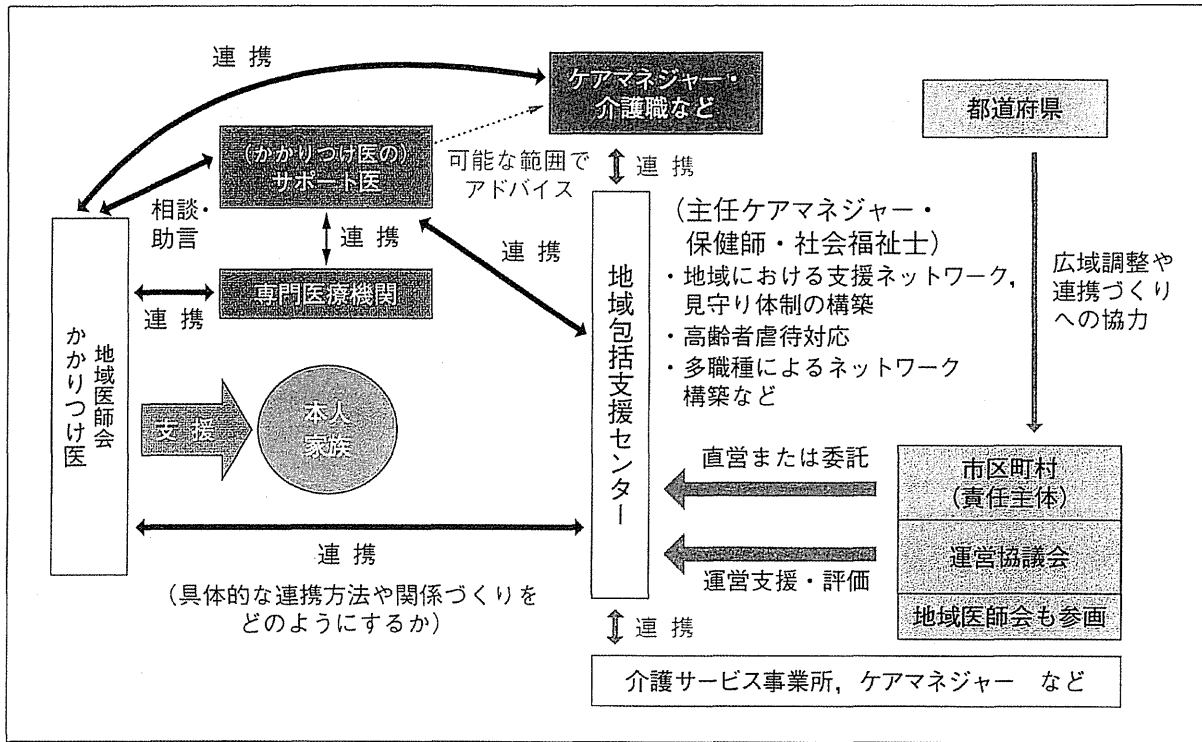 連 携
ケアマネジャー・
介護職など
都道府県
(かかりつけ医の)
サポート医
可能な範囲で
アドバイス
連 携
相談・
助言
連 携
連 携
(主任ケアマネジャー・
保健師・社会福祉士)
・地域における支援ネットワーク,
見守り体制の構築
・高齢者虐待対応
・多職種によるネットワーク
構築など
広域調整や
連携づくり
への協力
専門医療機関
連 携
地域医師会
かかりつけ医
支 援
本人
家族
地域包括支援センター
直営または委託
市区町村
(責任主体)
運営協議会
地域医師会も参画
運営支援・評価
連 携
(具体的な連携方法や関係づくりを
どのようにするか)
連 携
介護サービス事業所, ケアマネジャー など